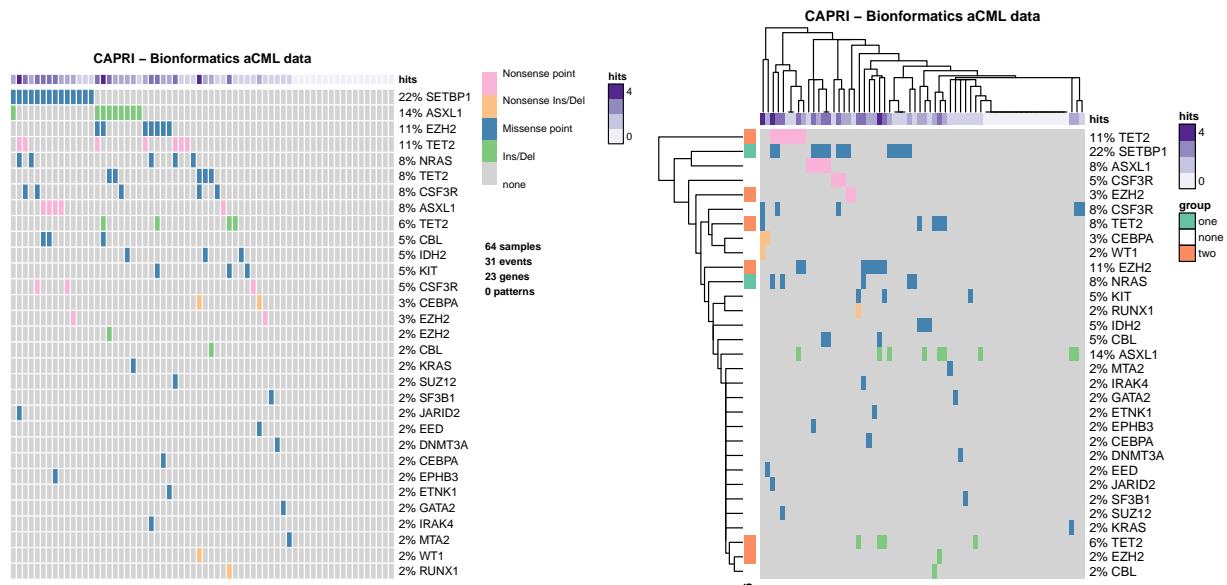 CAPRI – Bionformatics aCML data
hits
22% SETBP1
14% ASXL1
11% EZH2
11% TET2
8% NRAS
8% TET2
8% CSF3R
8% ASXL1
6% TET2
5% CBL
5% IDH2
5% KIT
5% CSF3R
3% CEBPA
3% EZH2
2% EZH2
2% CBL
2% KRAS
2% SUZ12
2% SF3B1
2% JARID2
2% EED
2% DNMT3A
2% CEBPA
2% EPHB3
2% ETNK1
2% GATA2
2% IRAK4
2% MTA2
2% WT1
2% RUNX1
Nonsense point
Nonsense Ins/Del
Missense point
Ins/Del
none
64 samples
31 events
23 genes
0 patterns
hits
4
0
CAPRI – Bionformatics aCML data
hits
11% TET2
22% SETBP1
8% ASXL1
5% CSF3R
3% EZH2
8% CSF3R
8% TET2
3% CEBPA
2% WT1
11% EZH2
8% NRAS
5% KIT
2% RUNX1
5% IDH2
5% CBL
14% ASXL1
2% MTA2
2% IRAK4
2% GATA2
2% ETNK1
2% EPHB3
2% CEBPA
2% DNMT3A
2% EED
2% JARID2
2% SF3B1
2% SUZ12
2% KRAS
6% TET2
2% EZH2
2% CBL
hits
4
0
group
one
none
two